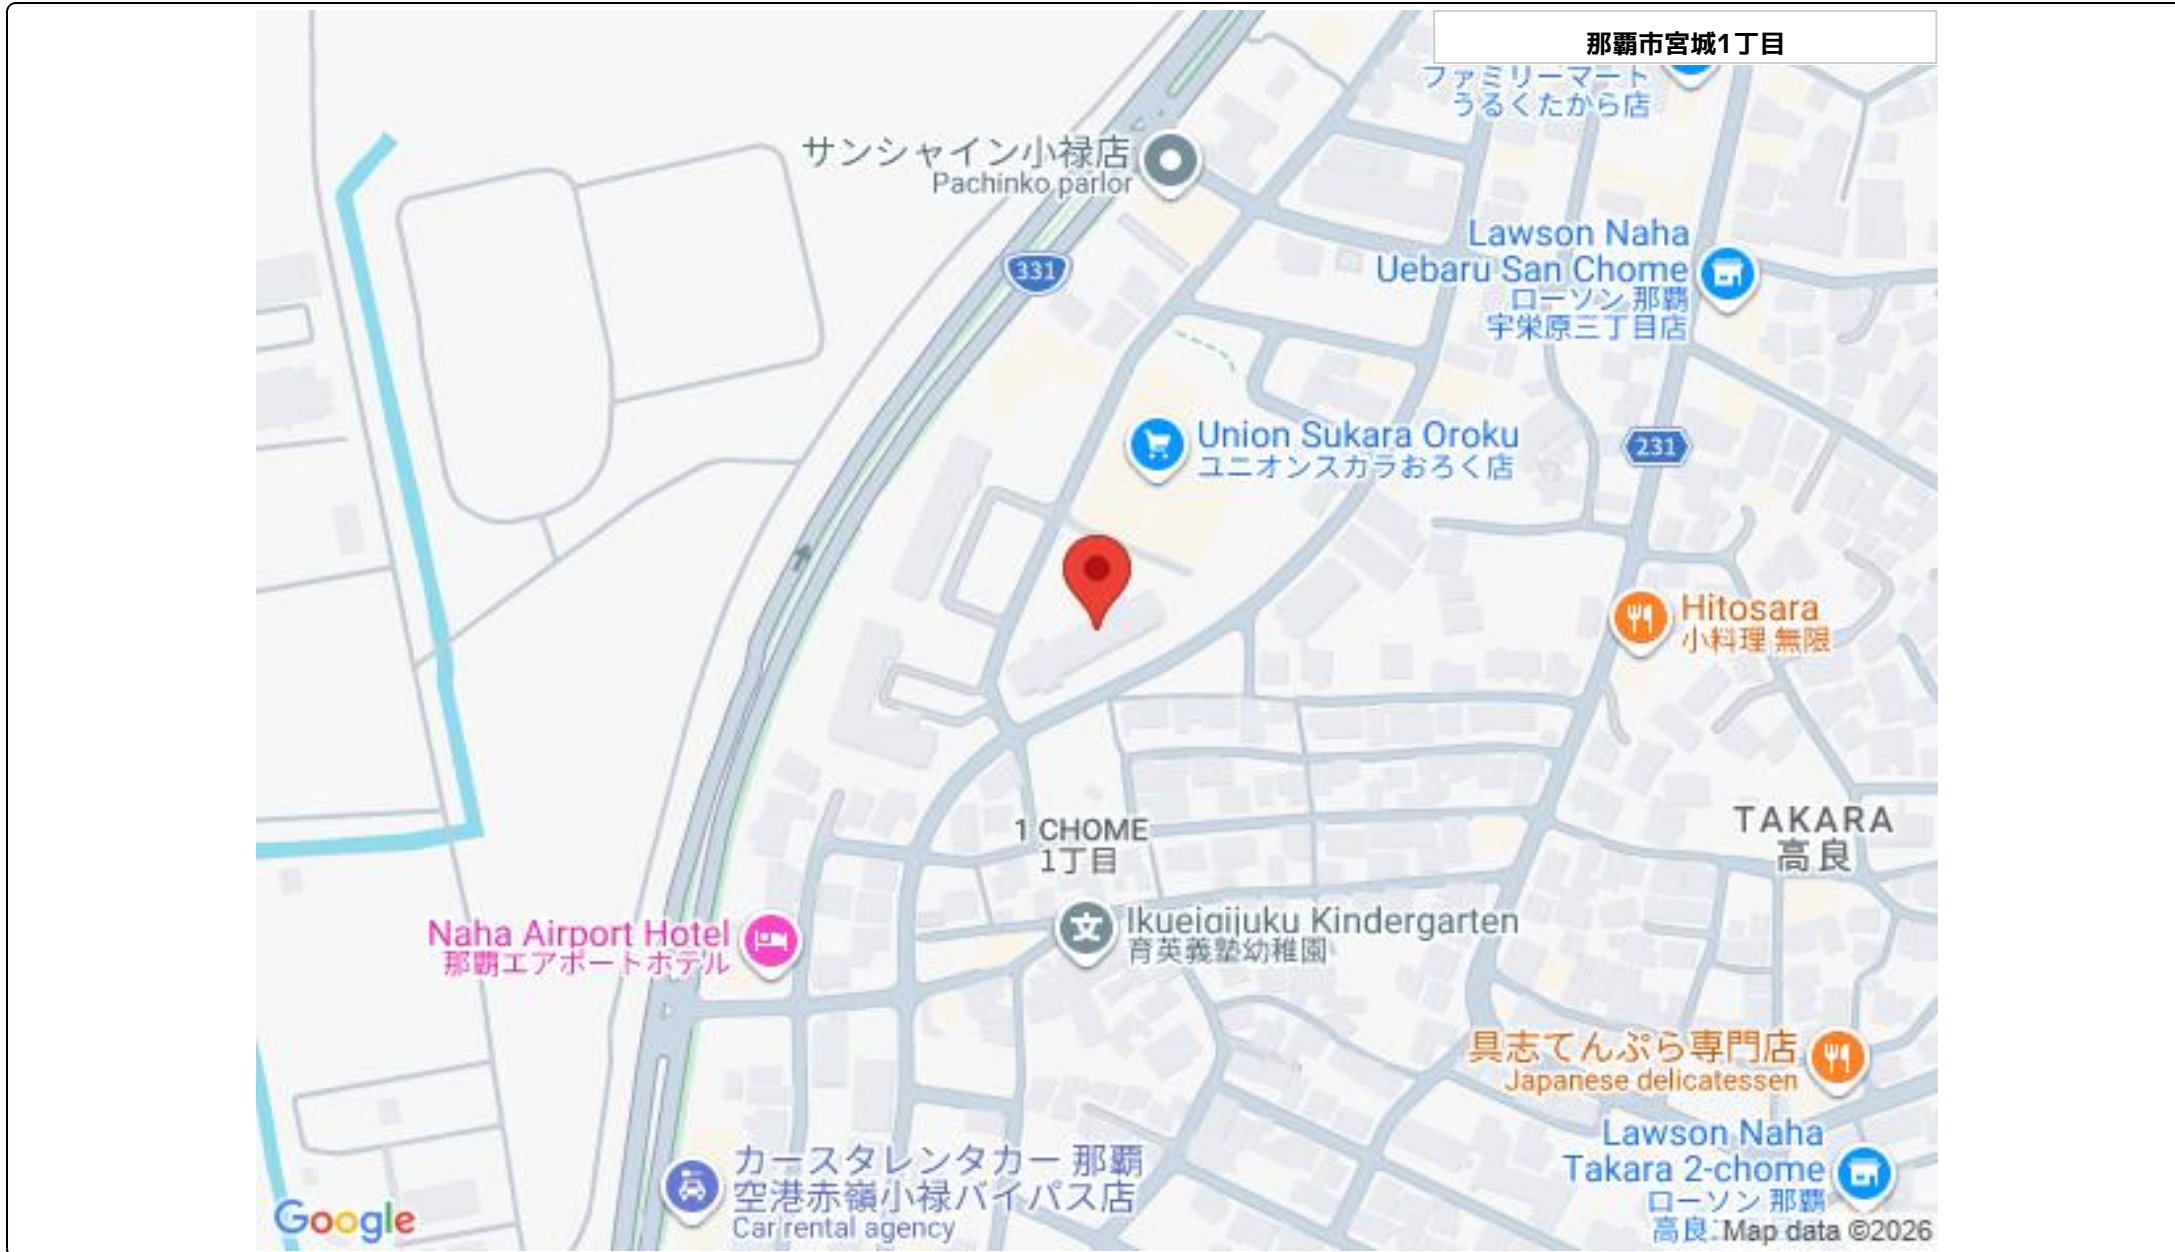 那覇市宮城1丁目
ファミリーマート
うるくたから店
サンシャイン小禄店
Pachinko parlor
331
Lawson Naha
Uebaru San Chome
ローソン 那覇
宇栄原三丁目店
Union Sukara Oroku
ユニオンスカラおろく店
231
Hitosara
小料理 無限
1 CHOME
1丁目
TAKARA
高良
Naha Airport Hotel
那覇エアポートホテル
Ikueigijuku Kindergarten
育英義塾幼稚園
具志てんぷら専門店
Japanese delicatessen
Lawson Naha
Takara 2-chome
ローソン 那覇
高良
カースタレンタカー 那覇
空港赤嶺小禄バイパス店
Car rental agency
Google
Map data ©2026